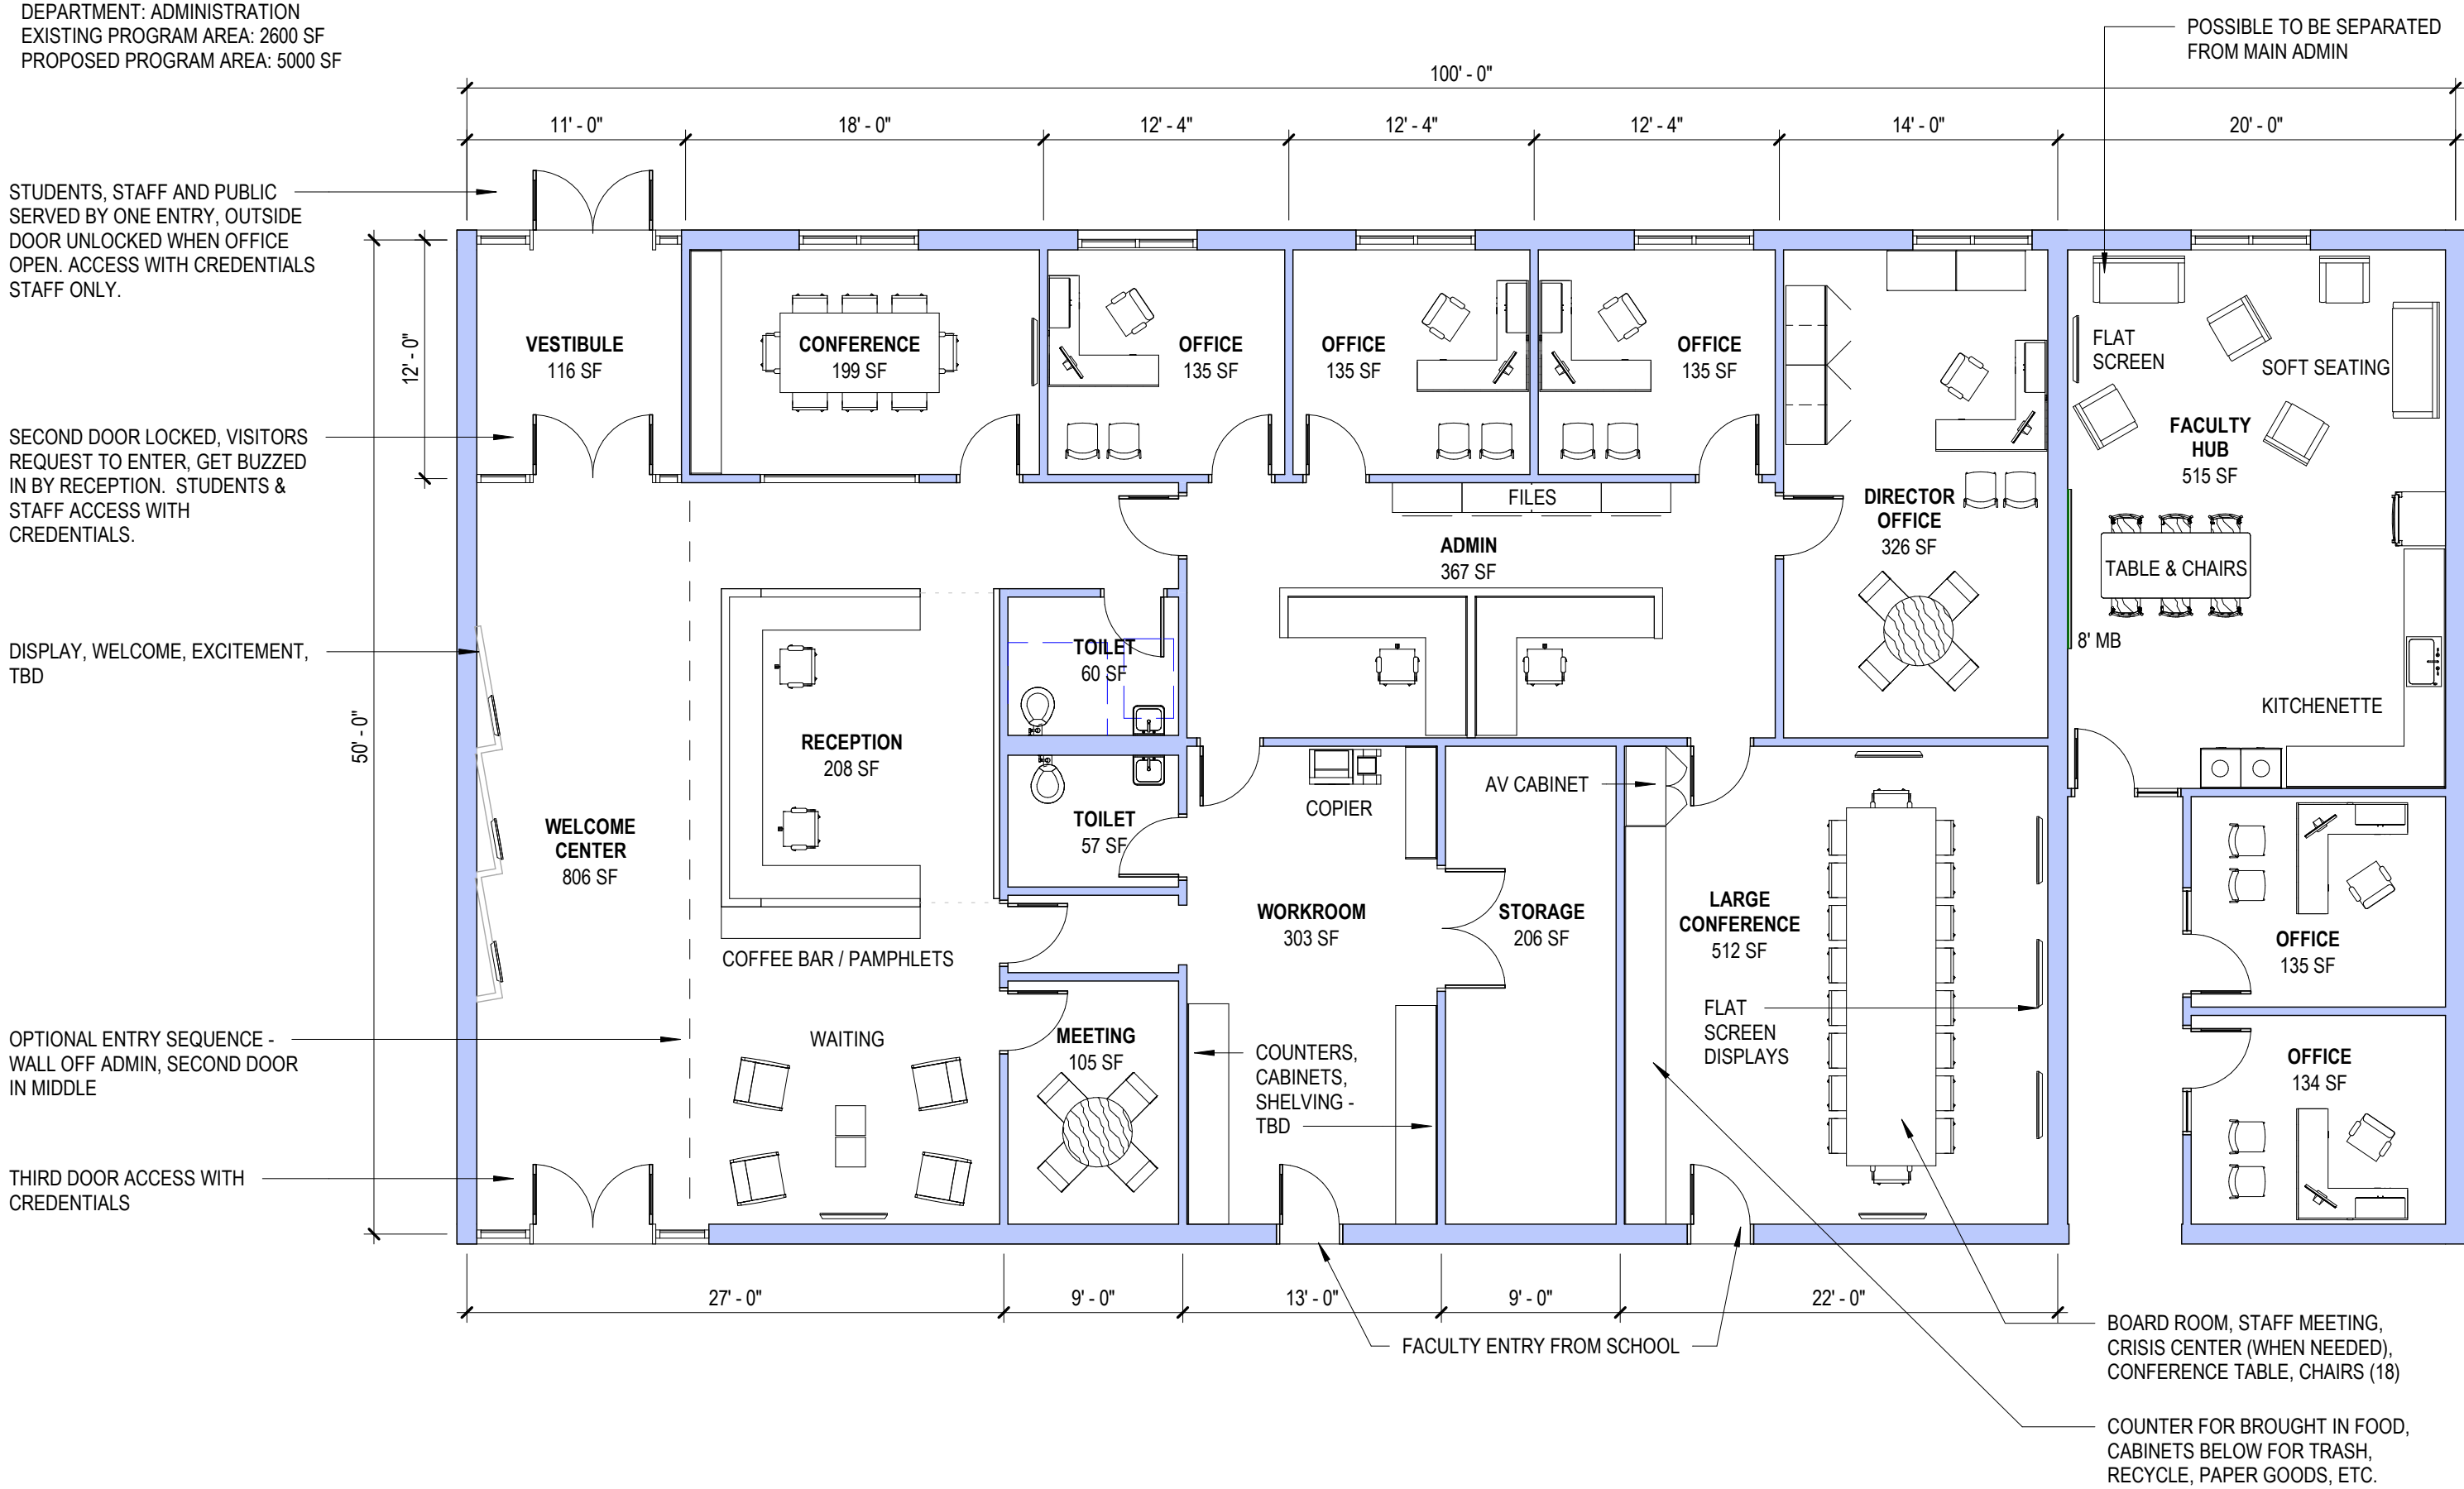 DEPARTMENT: ADMINISTRATION
EXISTING PROGRAM AREA: 2600 SF
PROPOSED PROGRAM AREA: 5000 SF
POSSIBLE TO BE SEPARATED
FROM MAIN ADMIN
100' - 0"
11' - 0"
18' - 0"
12' - 4"
12' - 4"
12' - 4"
14' - 0"
20' - 0"
STUDENTS, STAFF AND PUBLIC
SERVED BY ONE ENTRY, OUTSIDE
DOOR UNLOCKED WHEN OFFICE
OPEN. ACCESS WITH CREDENTIALS
STAFF ONLY.
12' - 0"
50' - 0"
VESTIBULE
116 SF
CONFERENCE
199 SF
OFFICE
135 SF
OFFICE
135 SF
OFFICE
135 SF
FLAT
SCREEN
SOFT SEATING
FACULTY
HUB
515 SF
SECOND DOOR LOCKED, VISITORS
REQUEST TO ENTER, GET BUZZED
IN BY RECEPTION. STUDENTS &
STAFF ACCESS WITH
CREDENTIALS.
FILES
DIRECTOR
OFFICE
326 SF
ADMIN
367 SF
TABLE & CHAIRS
8' MB
KITCHENETTE
DISPLAY, WELCOME, EXCITEMENT,
TBD
TOILET
60 SF
RECEPTION
208 SF
TOILET
57 SF
COPIER
AV CABINET
WELCOME
CENTER
806 SF
WORKROOM
303 SF
STORAGE
206 SF
LARGE
CONFERENCE
512 SF
OFFICE
135 SF
COFFEE BAR / PAMPHLETS
FLAT
SCREEN
DISPLAYS
OPTIONAL ENTRY SEQUENCE -
WALL OFF ADMIN, SECOND DOOR
IN MIDDLE
WAITING
MEETING
105 SF
COUNTERS,
CABINETS,
SHELVING -
TBD
OFFICE
134 SF
THIRD DOOR ACCESS WITH
CREDENTIALS
27' - 0"
9' - 0"
13' - 0"
9' - 0"
22' - 0"
FACULTY ENTRY FROM SCHOOL
BOARD ROOM, STAFF MEETING,
CRISIS CENTER (WHEN NEEDED),
CONFERENCE TABLE, CHAIRS (18)
COUNTER FOR BROUGHT IN FOOD,
CABINETS BELOW FOR TRASH,
RECYCLE, PAPER GOODS, ETC.